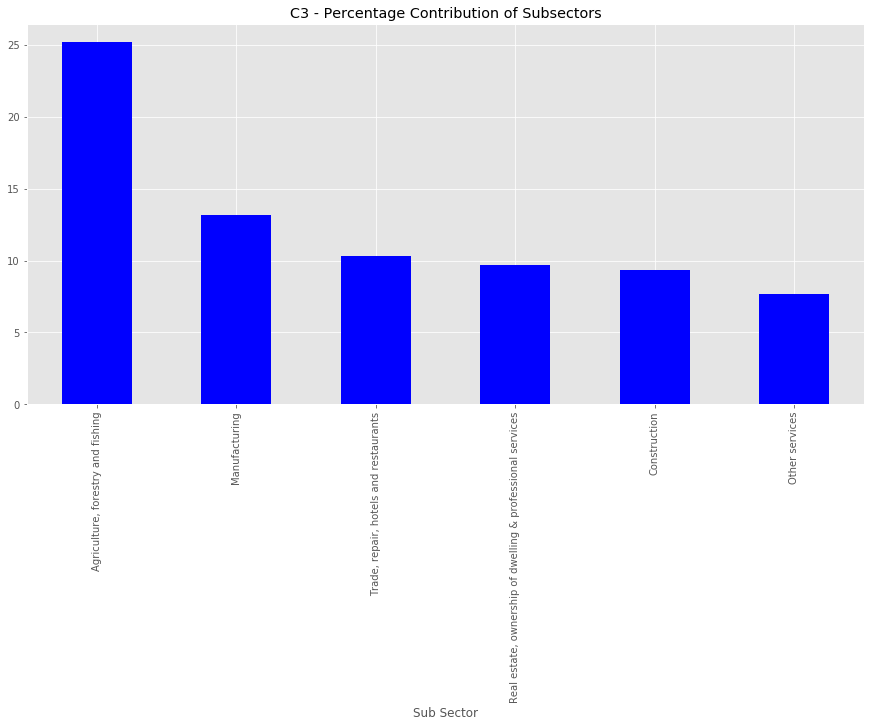 C3 - Percentage Contribution of Subsectors
25
20
15
10
5
0
Agriculture, forestry and fishing
Manufacturing
Trade, repair, hotels and restaurants
Real estate, ownership of dwelling & professional services
Construction
Other services
Sub Sector